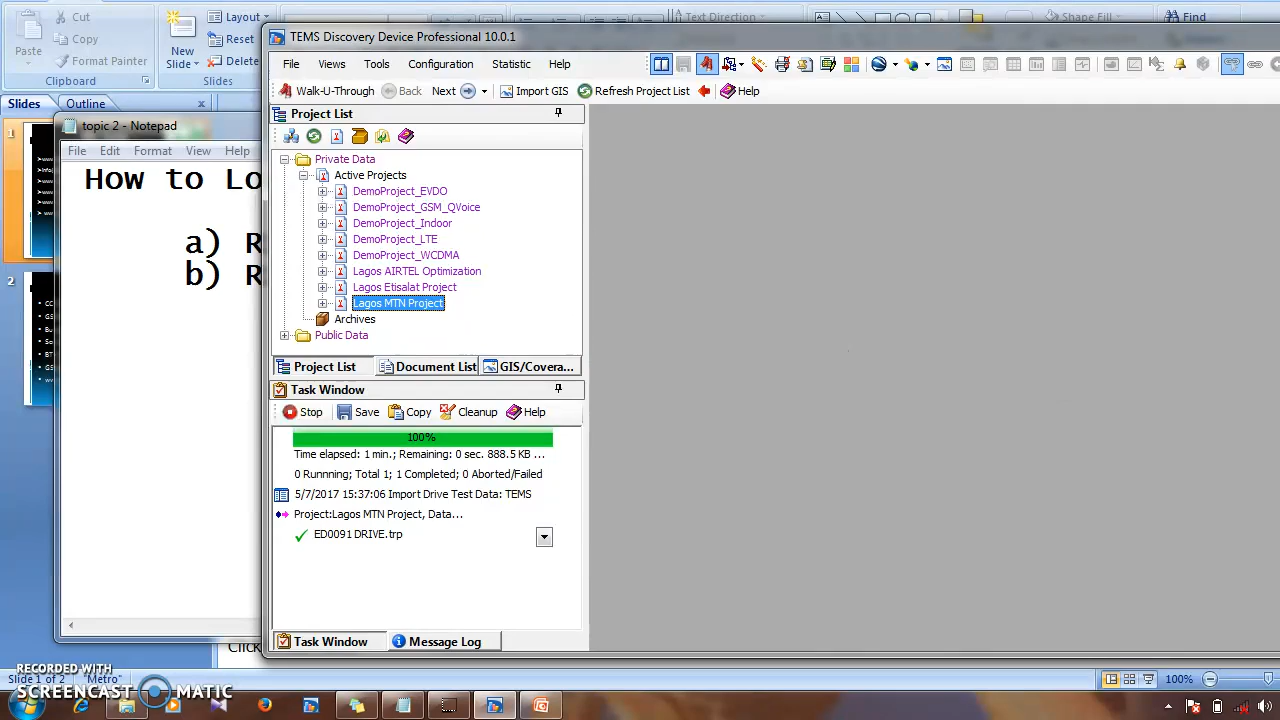 Cut
Copy
Format Painter
Paste
Clipboard
New
Slide
Layout
Reset
Delete
Slides
Text Direction
Shape Fill
Find
Slides
Outline
x
1
2
topic 2 - Notepad
File Edit Format View Help
How to Lo
a) R
b) R
TEMS Discovery Device Professional 10.0.1
File Views Tools Configuration Statistic Help
Walk-U-Through Back Next Import GIS Refresh Project List Help
Project List
Private Data
Active Projects
DemoProject_EVDO
DemoProject_GSM_QVoice
DemoProject_Indoor
DemoProject_LTE
DemoProject_WCDMA
Lagos AIRTEL Optimization
Lagos Etisalat Project
Lagos MTN Project
Archives
Public Data
Project List Document List GIS/Covera...
Task Window
Stop Save Copy Cleanup Help
100%
Time elapsed: 1 min.; Remaining: 0 sec. 888.5 KB ...
0 Runnning; Total 1; 1 Completed; 0 Aborted/Failed
5/7/2017 15:37:06 Import Drive Test Data: TEMS
Project:Lagos MTN Project, Data...
ED0091 DRIVE.trp
Task Window Message Log
Click
Slide 1 of 2 "Metro" 100%
RECORDED WITH
SCREENCAST MATIC